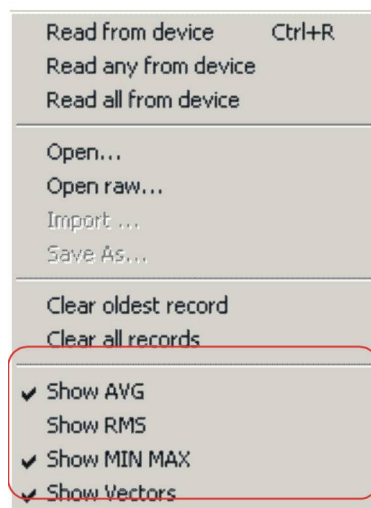 Read from device Ctrl+R
Read any from device
Read all from device
Open...
Open raw...
Import ...
Save As...
Clear oldest record
Clear all records
Show AVG
Show RMS
Show MIN MAX
Show Vectors